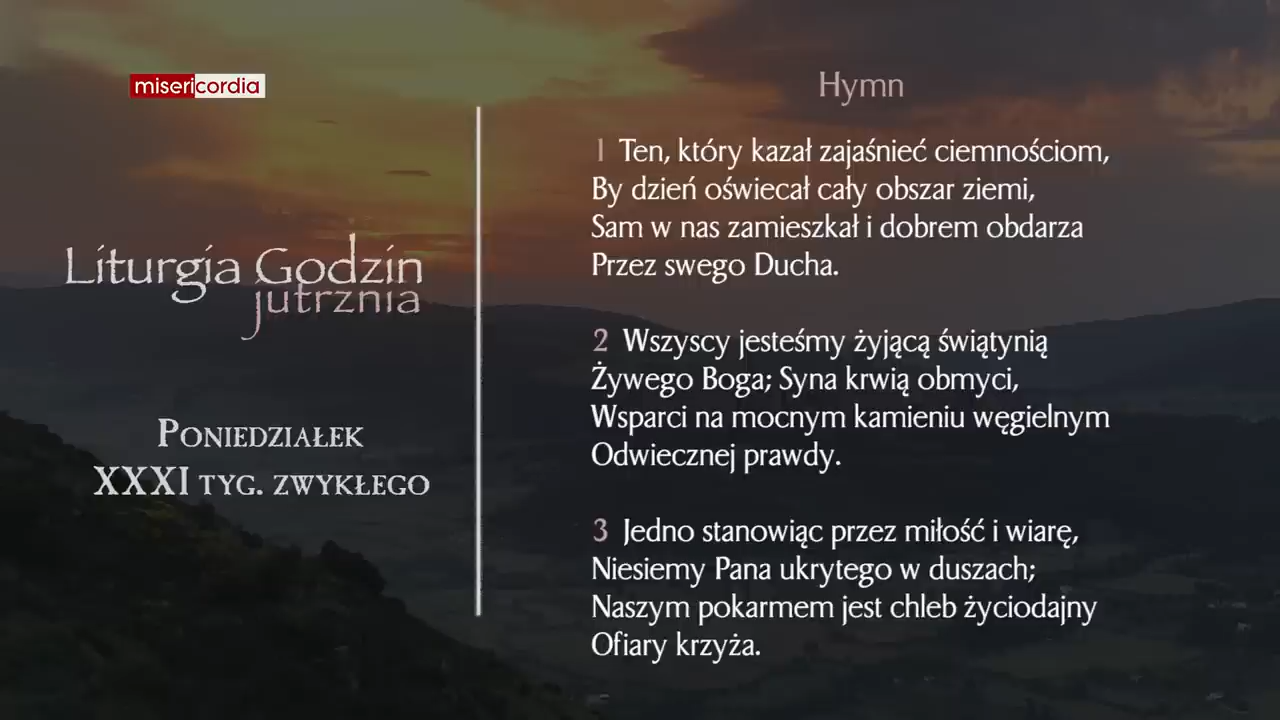 misericordia
Liturgia Godzin
jutrznia
Poniedziałek
XXXI tyg. zwykłego
Hymn
1 Ten, który kazał zajaśnieć ciemnościom,
By dzień oświecał cały obszar ziemi,
Sam w nas zamieszkał i dobrem obdarza
Przez swego Ducha.
2 Wszyscy jesteśmy żyjącą świątynią
Żywego Boga; Syna krwią obmyci,
Wsparci na mocnym kamieniu węgielnym
Odwiecznej prawdy.
3 Jedno stanowiąc przez miłość i wiarę,
Niesiemy Pana ukrytego w duszach;
Naszym pokarmem jest chleb życiodajny
Ofiary krzyża.